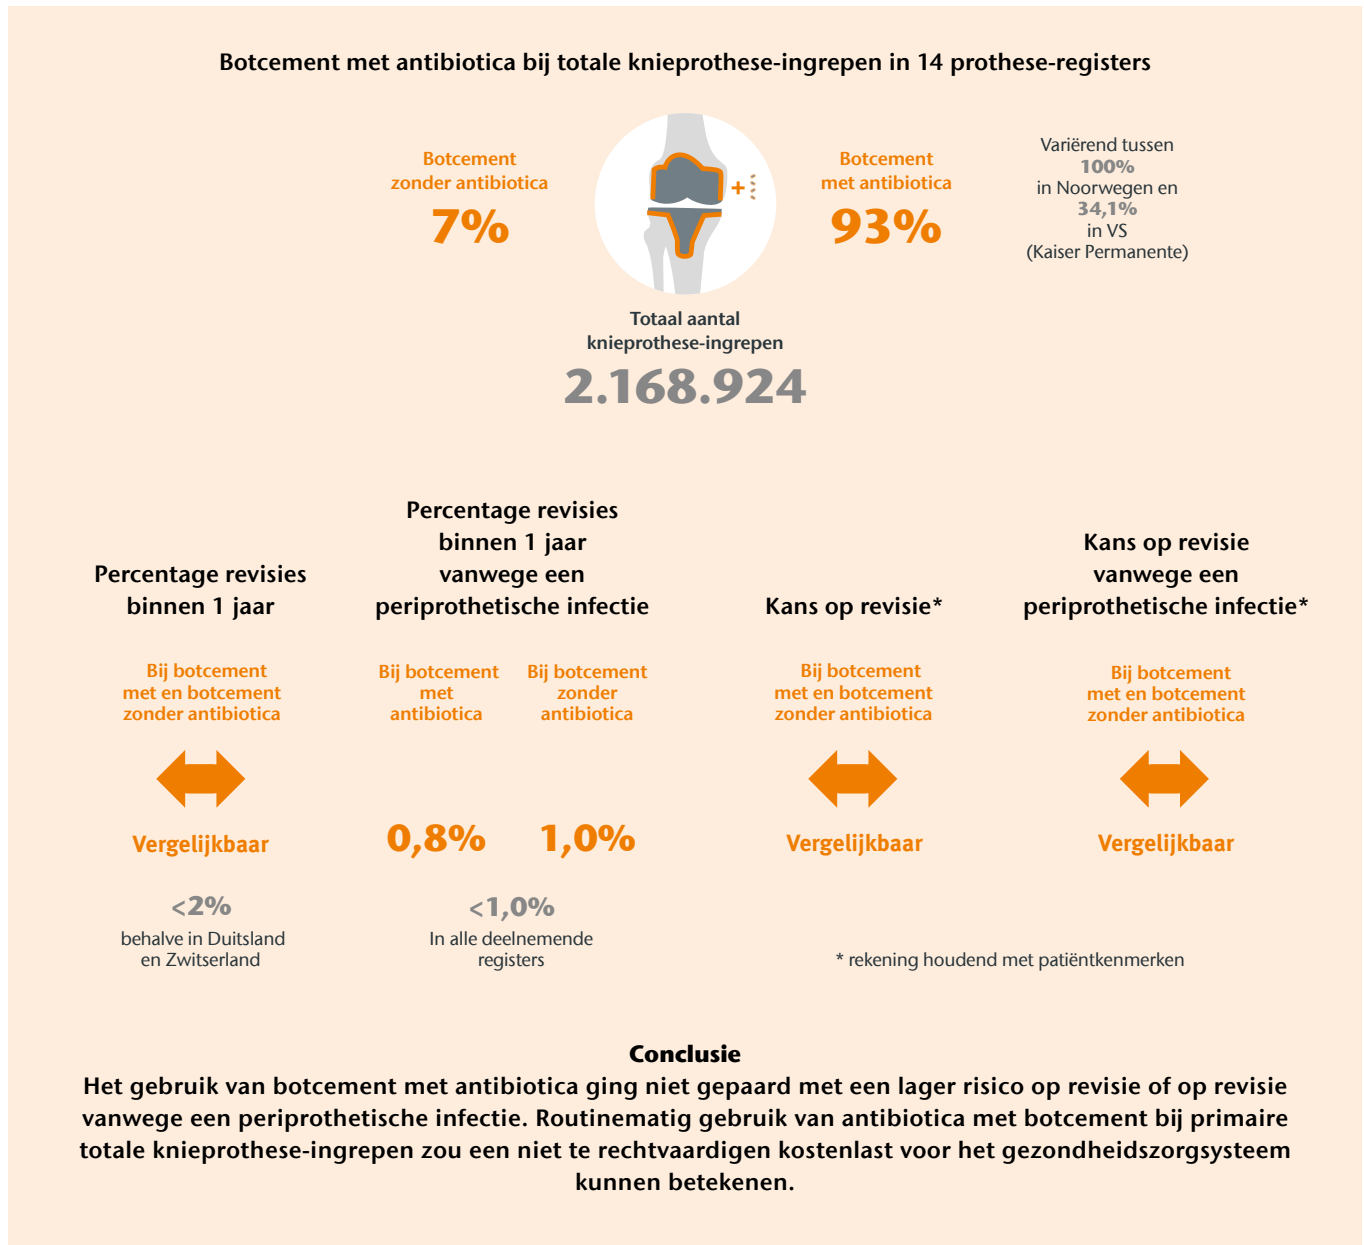 Botcement met antibiotica bij totale knieprothese-ingrepen in 14 prothese-registers
Botcement
zonder antibiotica
7%
+
Botcement
met antibiotica
93%
Variërend tussen
100%
in Noorwegen en
34,1%
in VS
(Kaiser Permanente)
Totaal aantal
knieprothese-ingrepen
2.168.924
Percentage revisies
binnen 1 jaar
Bij botcement
met en botcement
zonder antibiotica
Vergelijkbaar
<2%
behalve in Duitsland
en Zwitserland
Percentage revisies
binnen 1 jaar
vanwege een
periprothetische infectie
Bij botcement
met
antibiotica
0,8%
Bij botcement
zonder
antibiotica
1,0%
<1,0%
In alle deelnemende
registers
Kans op revisie*
Bij botcement
met en botcement
zonder antibiotica
Vergelijkbaar
Kans op revisie
vanwege een
periprothetische infectie*
Bij botcement
met en botcement
zonder antibiotica
Vergelijkbaar
* rekening houdend met patiëntkenmerken
Conclusie
Het gebruik van botcement met antibiotica ging niet gepaard met een lager risico op revisie of op revisie
vanwege een periprothetische infectie. Routinematig gebruik van antibiotica met botcement bij primaire
totale knieprothese-ingrepen zou een niet te rechtvaardigen kostenlast voor het gezondheidszorgsysteem
kunnen betekenen.